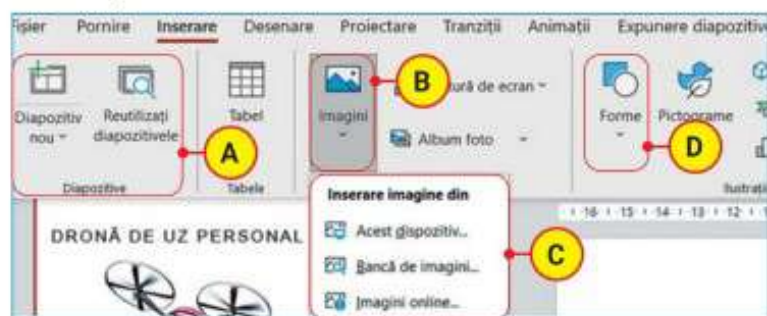 Fișier Pornire Inserare Desenare Proiectare Tranziții Animații Expunere diapozitive
Diapozitiv nou
Reutilizați diapozitivele
Tabel
Imagini
B
tură de ecran
Album foto
Forme
Pictograme
A
D
Diapozitive
Tabele
Ilustrații
Inserare imagine din
Acest dispozitiv...
Bancă de imagini...
Imagini online...
C
16 15 14 13 12
DRONĂ DE UZ PERSONAL